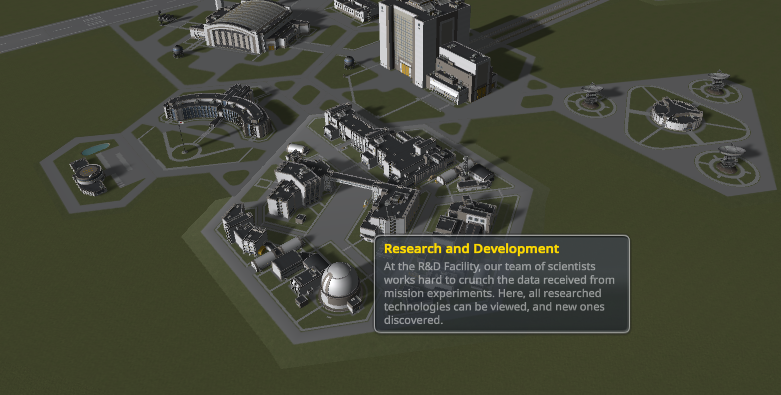 Research and Development
At the R&D Facility, our team of scientists
works hard to crunch the data received from
mission experiments. Here, all researched
technologies can be viewed, and new ones
discovered.